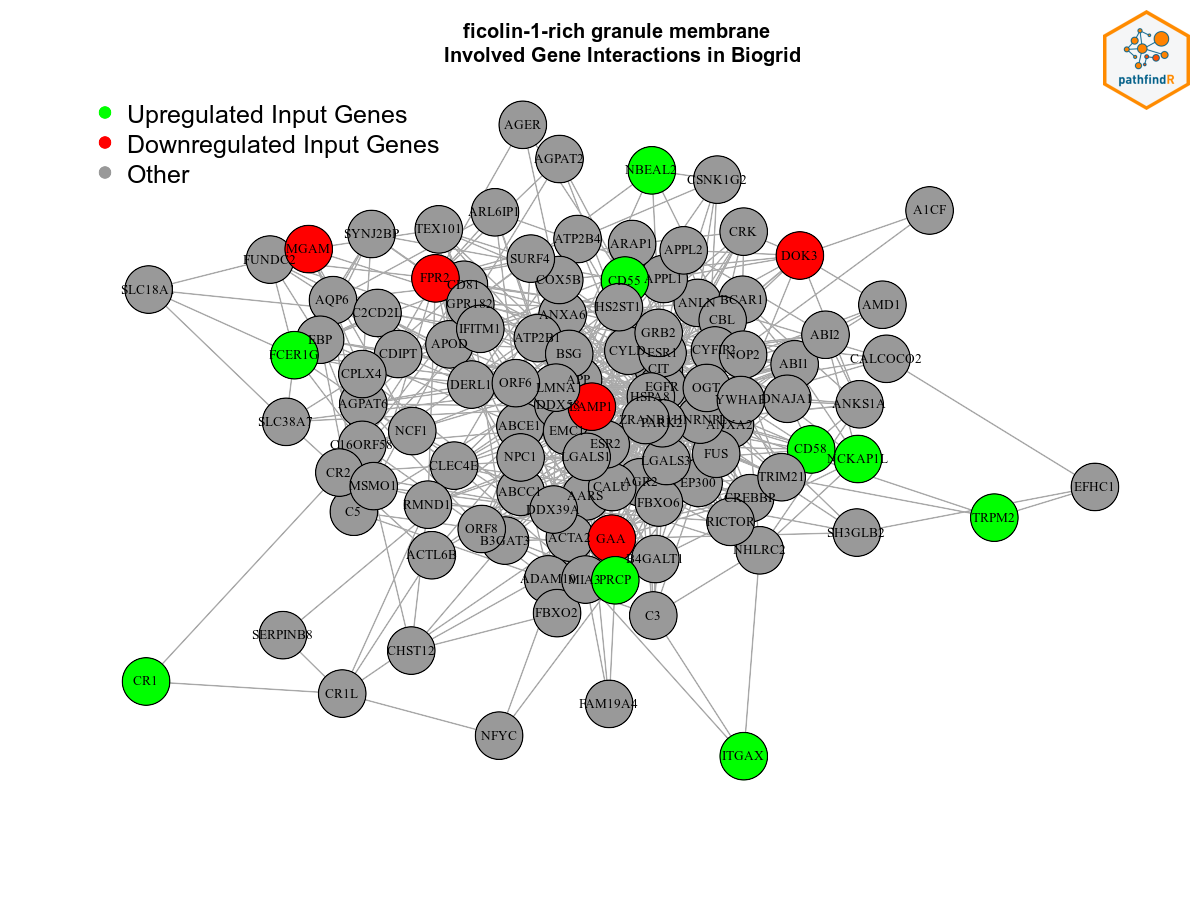 ficolin-1-rich granule membrane
Involved Gene Interactions in Biogrid
pathfindR
Upregulated Input Genes
Downregulated Input Genes
Other
AGER
AGPAT2
NBEAL2
CSNK1G2
A1CF
ARL6IP1
SYNJ2BP
TEX101
ATP2B4
ARAP1
APPL2
CRK
MGAM
FUNDC2
SURF4
DOK3
SLC18A
FPR2
CD81
COX5B
CD55
APPL1
AQP6
GPR182
HS2ST1
ANLN
BCAR1
AMD1
C2CD2L
ANXA6
CBL
IFITM1
ATP2B1
GRB2
ABI2
EBP
APOD
FCER1G
CDIPT
BSG
CYLD
ESR1
CYFIP2
NOP2
CALCOCO2
CPLX4
CIT
ABI1
DERL1
ORF6
LMNA
APP
EGFR
OGT
AGPAT6
HSPA8
YWHAE
DNAJA1
ANKS1A
LAMP1
SLC38A7
NCF1
ABCE1
EMC1
ZRANB1
PARK2
HNRNPL
ANXA2
C16ORF58
ESR2
CD58
NPC1
LGALS1
LGALS3
FUS
NCKAP1L
CR2
CLEC4E
MSMO1
TRIM21
EFHC1
ABCC1
AARS
CALU
AGR2
EP300
CREBBP
RMND1
FBXO6
C5
DDX39A
RICTOR
TRPM2
ORF8
B3GAT3
ACTA2
GAA
SH3GLB2
ACTL6B
B4GALT1
NHLRC2
ADAM10
MIA3
PRCP
FBXO2
C3
SERPINB8
CHST12
CR1
CR1L
FAM19A4
NFYC
ITGAX